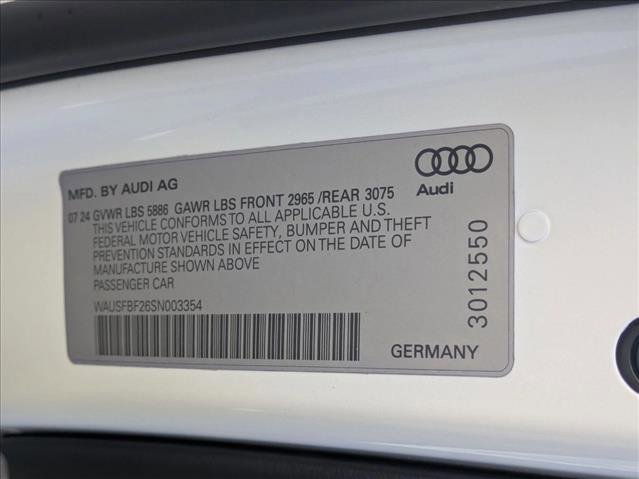 MFD. BY AUDI AG
07 24 GVWR LBS 5886 GAWR LBS FRONT 2965 /REAR 3075
THIS VEHICLE CONFORMS TO ALL APPLICABLE U.S.
FEDERAL MOTOR VEHICLE SAFETY, BUMPER AND THEFT
PREVENTION STANDARDS IN EFFECT ON THE DATE OF
MANUFACTURE SHOWN ABOVE
PASSENGER CAR
WAUSFBF26SN003354
GERMANY
Audi
3012550